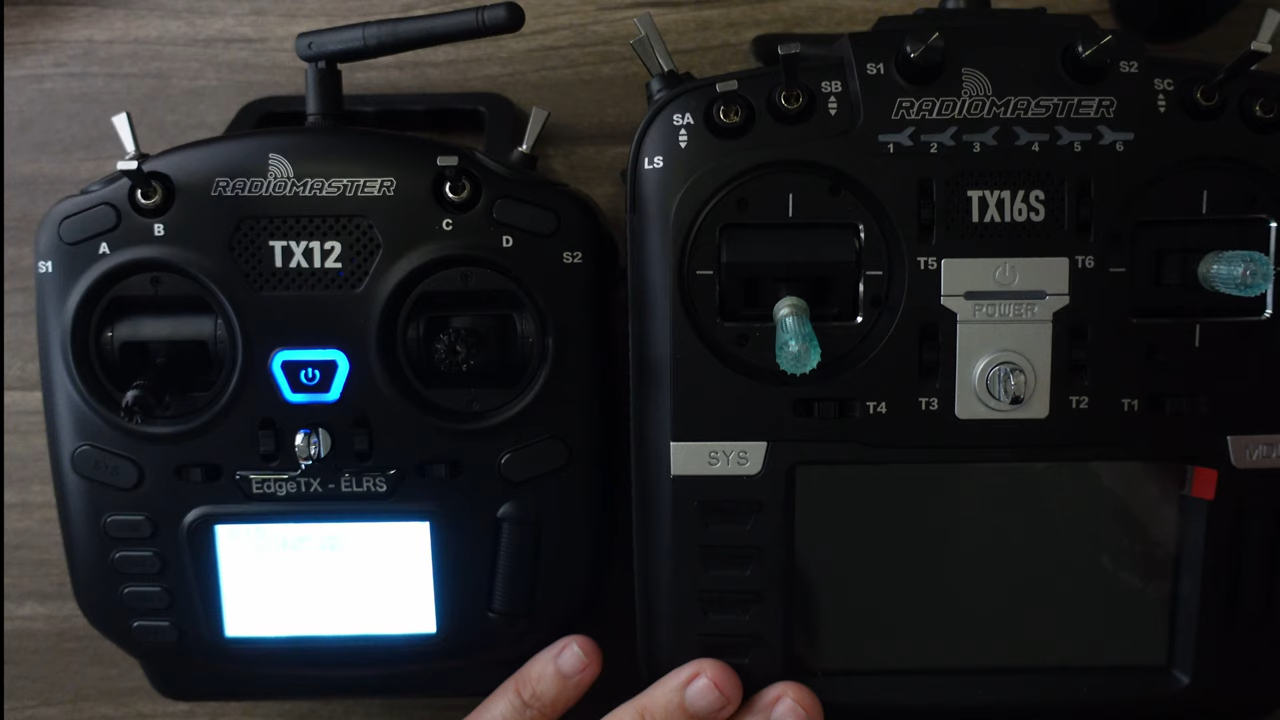 RADIOMASTER
TX12
A
B
C
D
S1
S2
SYS
EdgeTX - ELRS
RADIOMASTER
1 2 3 4 5 6
TX16S
S1
S2
SA
SB
SC
LS
T5
T6
POWER
T4
T3
T2
T1
SYS